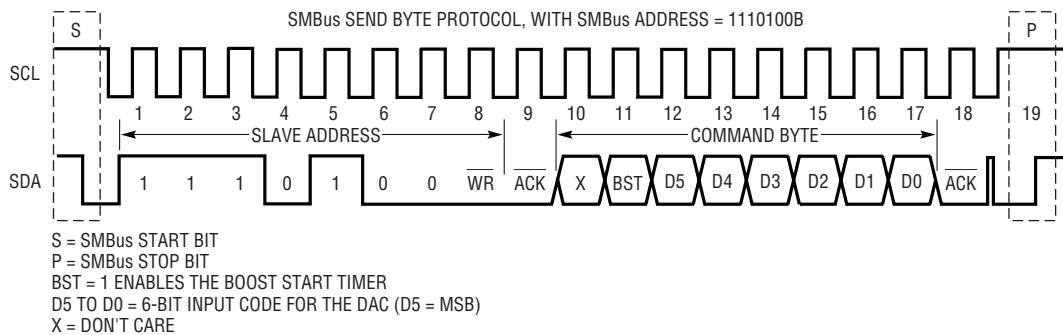 SMBus SEND BYTE PROTOCOL, WITH SMBus ADDRESS = 1110100B
S P
SCL
1 2 3 4 5 6 7 8 9 10 11 12 13 14 15 16 17 18 19
SLAVE ADDRESS COMMAND BYTE
SDA 1 1 1 0 1 0 0 W̅R̅ A̅C̅K̅ X BST D5 D4 D3 D2 D1 D0 A̅C̅K̅
S = SMBus START BIT
P = SMBus STOP BIT
BST = 1 ENABLES THE BOOST START TIMER
D5 TO D0 = 6-BIT INPUT CODE FOR THE DAC (D5 = MSB)
X = DON'T CARE